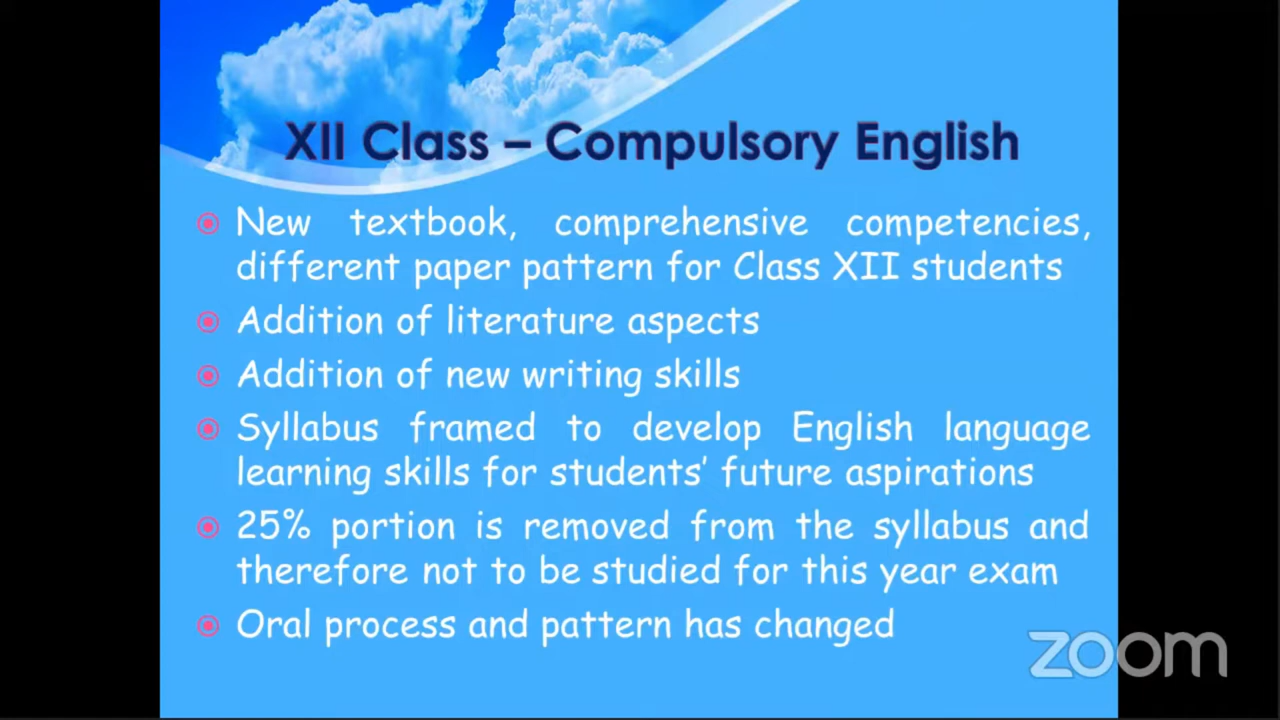 XII Class – Compulsory English
New textbook, comprehensive competencies,
different paper pattern for Class XII students
Addition of literature aspects
Addition of new writing skills
Syllabus framed to develop English language
learning skills for students’ future aspirations
25% portion is removed from the syllabus and
therefore not to be studied for this year exam
Oral process and pattern has changed
zoom